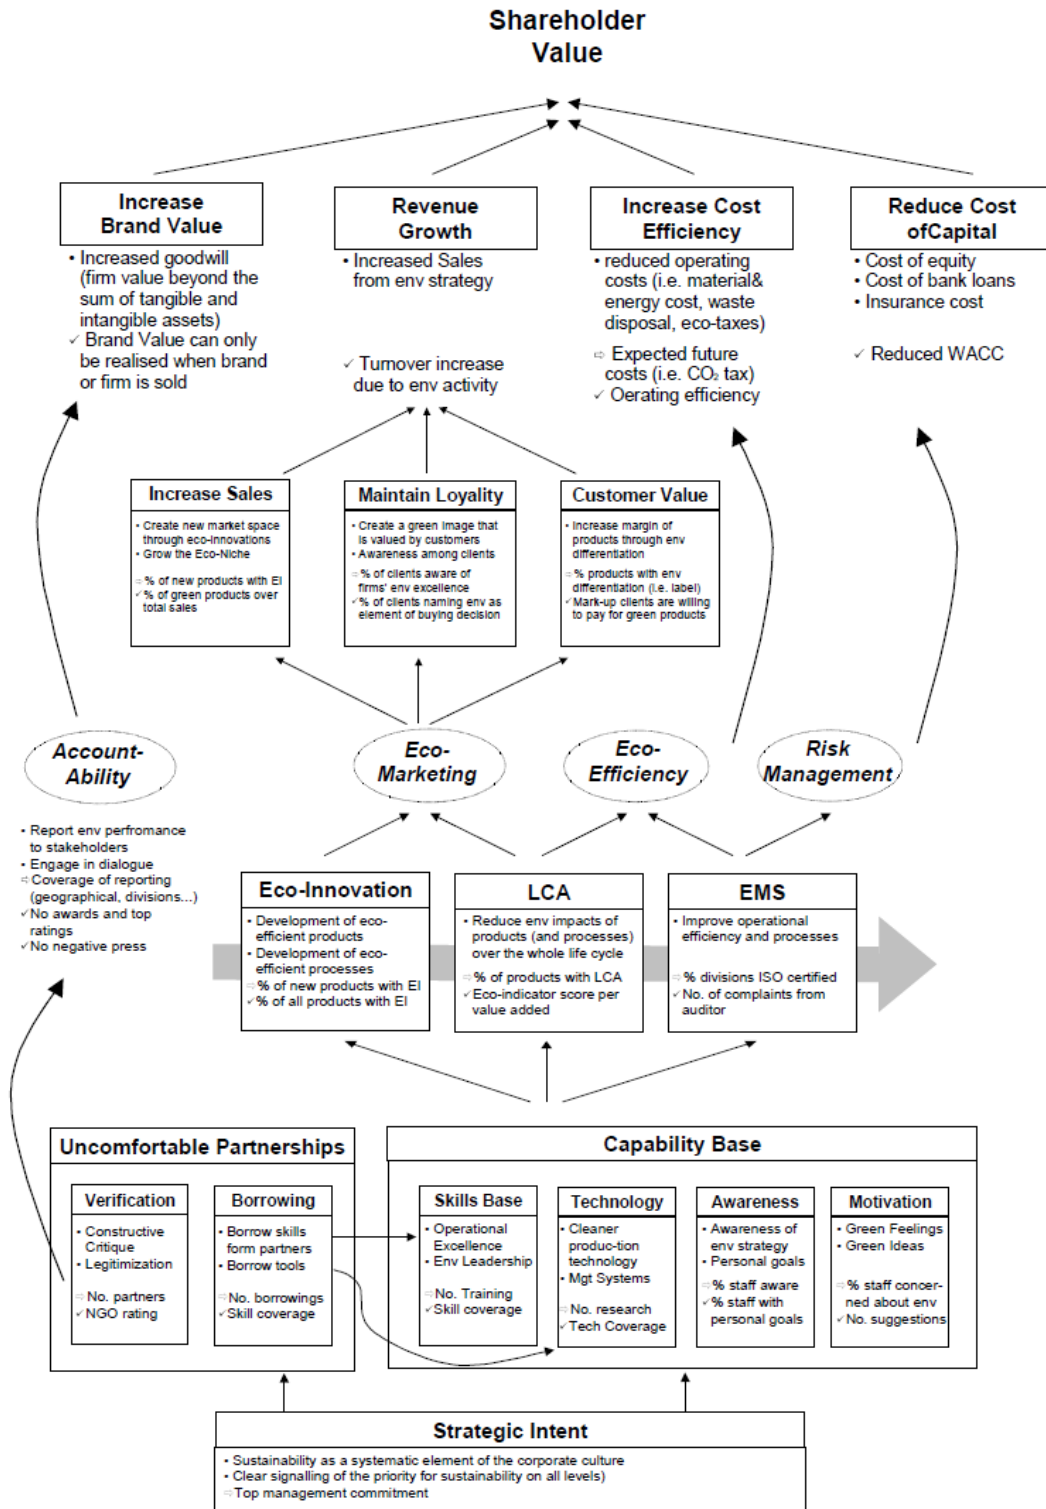 Shareholder
Value
Increase
Brand Value
• Increased goodwill
(firm value beyond the
sum of tangible and
intangible assets)
✓ Brand Value can only
be realised when brand
or firm is sold
Revenue
Growth
• Increased Sales
from env strategy
✓ Turnover increase
due to env activity
Increase Cost
Efficiency
• reduced operating
costs (i.e. material&
energy cost, waste
disposal, eco-taxes)
⇨ Expected future
costs (i.e. CO₂ tax)
✓ Oerating efficiency
Reduce Cost
ofCapital
• Cost of equity
• Cost of bank loans
• Insurance cost
✓ Reduced WACC
Increase Sales
• Create new market space
through eco-innovations
• Grow the Eco-Niche
⇨ % of new products with EI
✓ % of green products over
total sales
Maintain Loyality
• Create a green image that
is valued by customers
• Awareness among clients
⇨ % of clients aware of
firms' env excellence
✓ % of clients naming env as
element of buying decision
Customer Value
• Increase margin of
products through env
differentiation
⇨ % products with env
differentiation (i.e. label)
✓ Mark-up clients are willing
to pay for green products
Account-
Ability
Eco-
Marketing
Eco-
Efficiency
Risk
Management
• Report env perfromance
to stakeholders
• Engage in dialogue
⇨ Coverage of reporting
(geographical, divisions...)
✓ No awards and top
ratings
✓ No negative press
Eco-Innovation
• Development of eco-
efficient products
• Development of eco-
efficient processes
⇨ % of new products with EI
✓ % of all products with EI
LCA
• Reduce env impacts of
products (and processes)
over the whole life cycle
⇨ % of products with LCA
✓ Eco-indicator score per
value added
EMS
• Improve operational
efficiency and processes
⇨ % divisions ISO certified
✓ No. of complaints from
auditor
Uncomfortable Partnerships
Verification
• Constructive
Critique
• Legitimization
⇨ No. partners
✓ NGO rating
Borrowing
• Borrow skills
form partners
• Borrow tools
⇨ No. borrowings
✓ Skill coverage
Capability Base
Skills Base
• Operational
Excellence
• Env Leadership
⇨ No. Training
✓ Skill coverage
Technology
• Cleaner
produc-tion
technology
• Mgt Systems
⇨ No. research
✓ Tech Coverage
Awareness
• Awareness of
env strategy
• Personal goals
⇨ % staff aware
✓ % staff with
personal goals
Motivation
• Green Feelings
• Green Ideas
⇨ % staff concer-
ned about env
✓ No. suggestions
Strategic Intent
• Sustainability as a systematic element of the corporate culture
• Clear signalling of the priority for sustainability on all levels)
⇨ Top management commitment